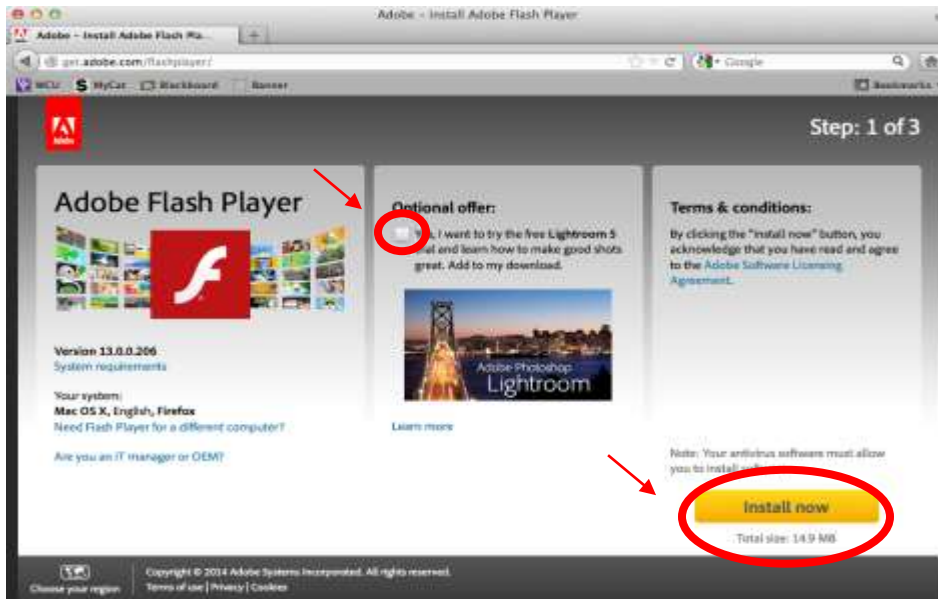 Adobe - Install Adobe Flash Player
Adobe - Install Adobe Flash Pla...
get.adobe.com/flashplayer/
Google
WCU
MyCat
Blackboard
Banner
Bookmarks
Adobe
Step: 1 of 3
Adobe Flash Player
Version 13.0.0.206
System requirements
Your system:
Mac OS X, English, Firefox
Need Flash Player for a different computer?
Are you an IT manager or OEM?
Optional offer:
I want to try the free Lightroom 5
and learn how to make good shots
great. Add to my download.
Adobe Photoshop
Lightroom
Learn more
Terms & conditions:
By clicking the "Install now" button, you
acknowledge that you have read and agree
to the Adobe Software Licensing
Agreement.
Note: Your antivirus software must allow
you to install
Install now
Total size: 14.9 MB
Choose your region
Copyright © 2014 Adobe Systems Incorporated. All rights reserved.
Terms of use | Privacy | Cookies